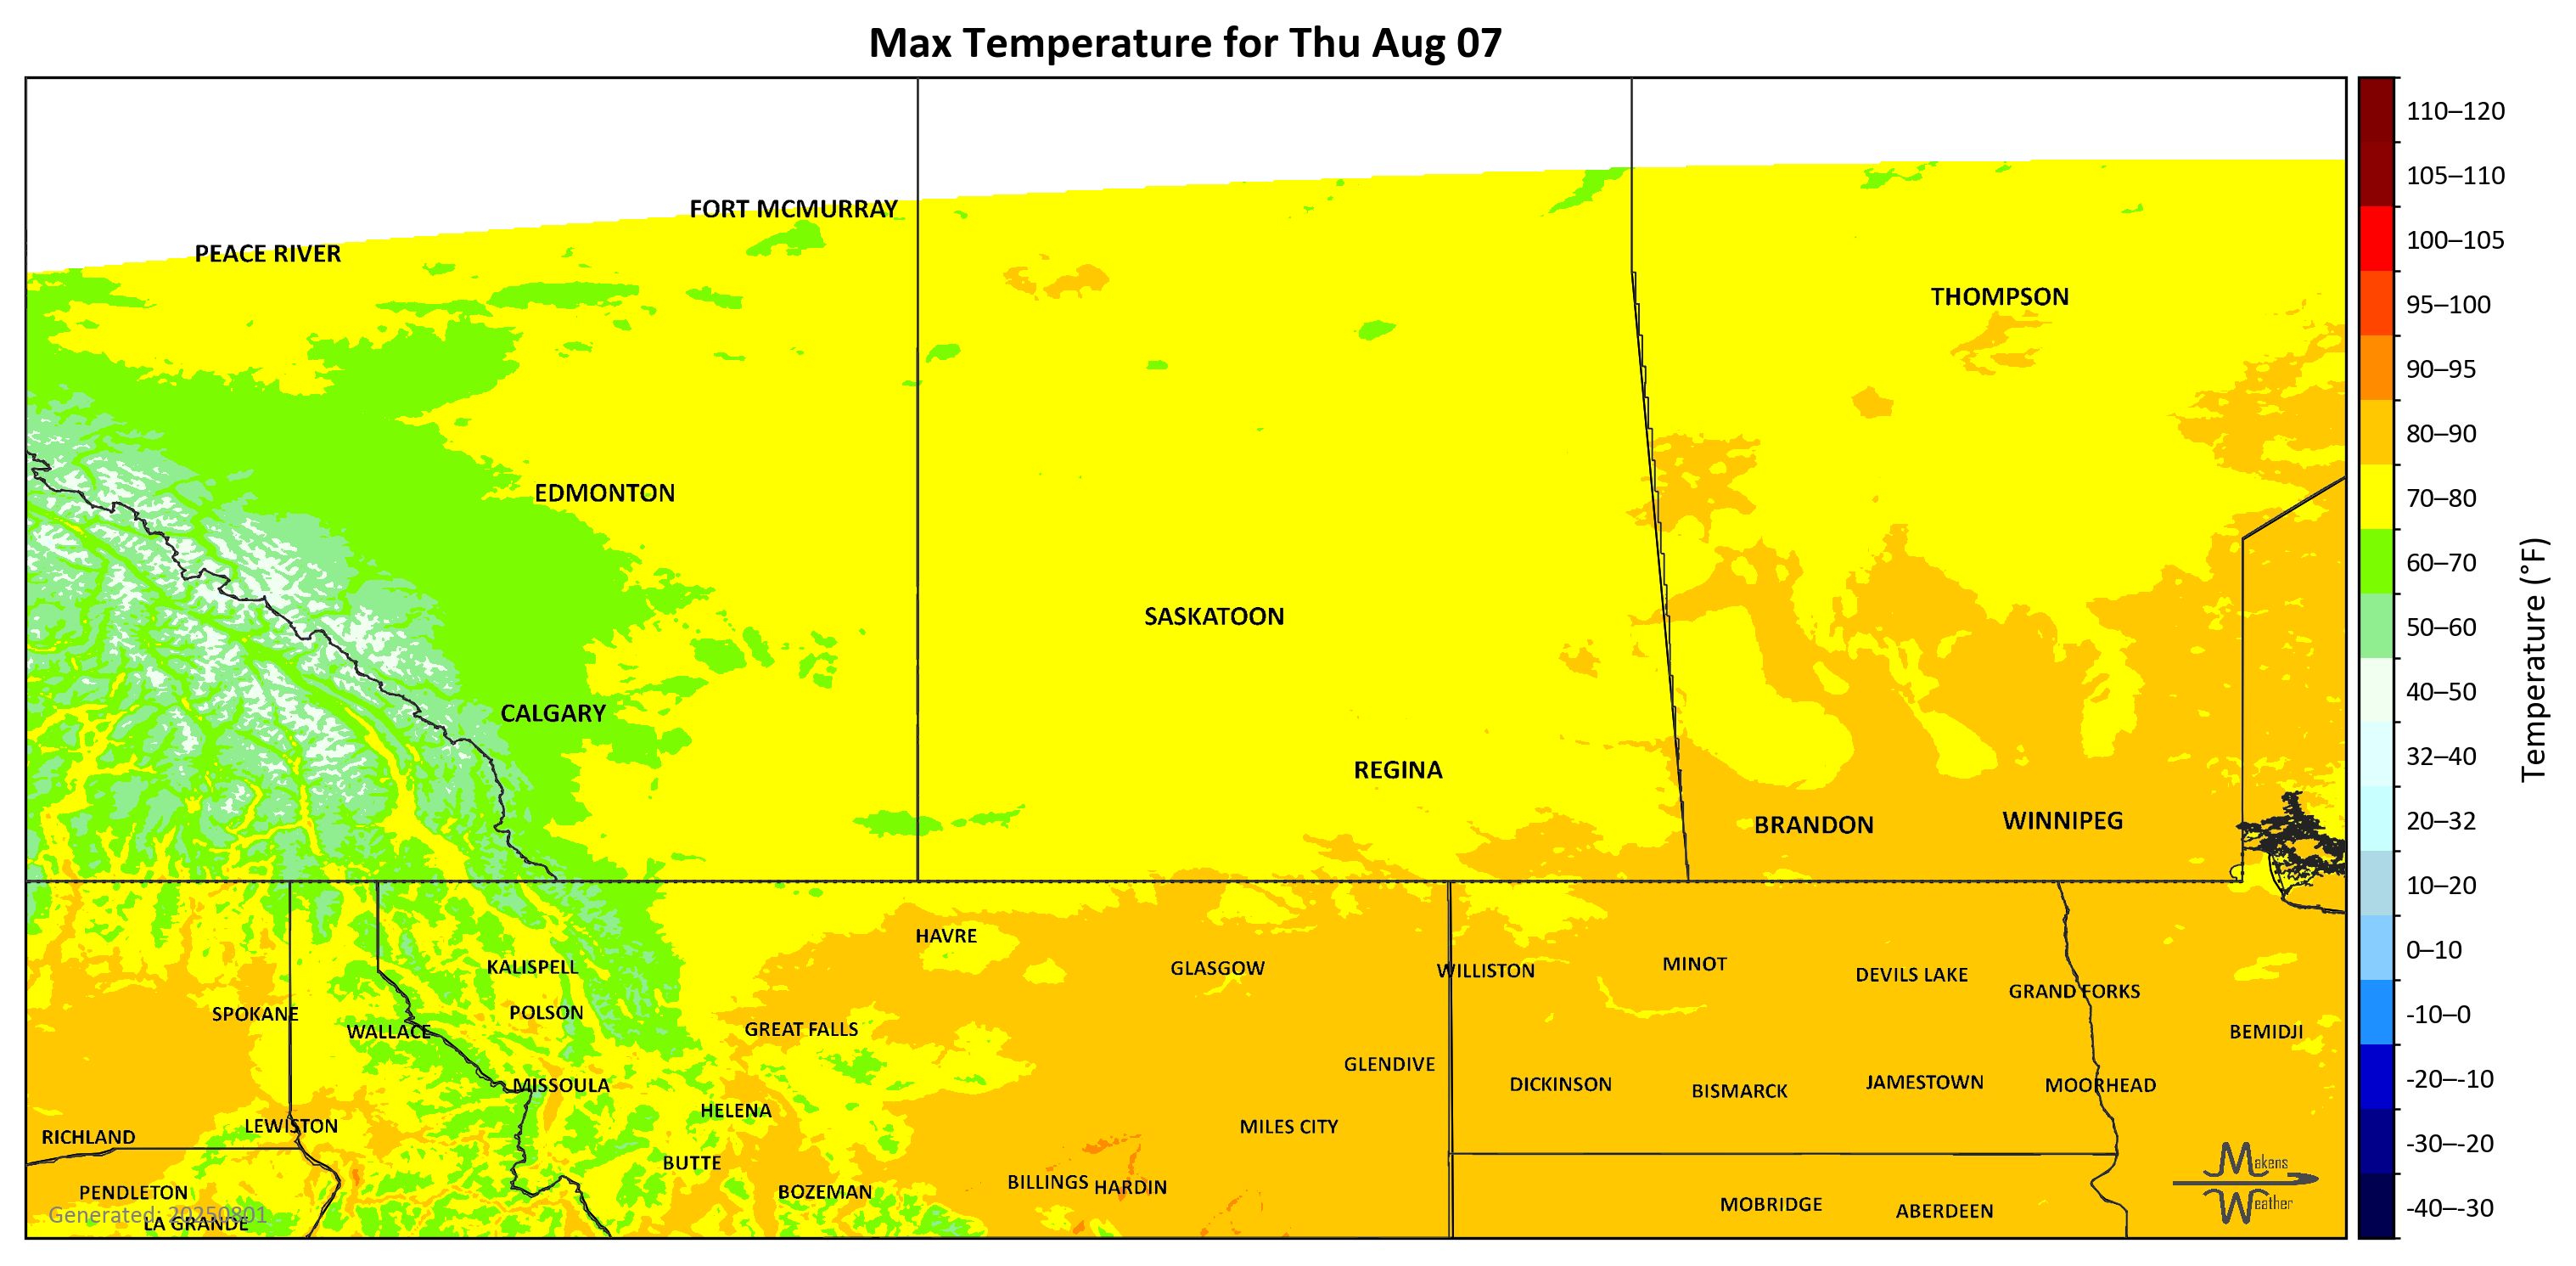 Max Temperature for Thu Aug 07
FORT MCMURRAY
PEACE RIVER
THOMPSON
EDMONTON
SASKATOON
CALGARY
REGINA
BRANDON
WINNIPEG
HAVRE
KALISPELL
GLASGOW
WILLISTON
MINOT
DEVILS LAKE
GRAND FORKS
SPOKANE
POLSON
WALLACE
GREAT FALLS
BEMIDJI
GLENDIVE
MISSOULA
DICKINSON
BISMARCK
JAMESTOWN
MOORHEAD
HELENA
LEWISTON
MILES CITY
RICHLAND
BUTTE
PENDLETON
BOZEMAN
BILLINGS
HARDIN
MOBRIDGE
ABERDEEN
Generated: 20250801
LA GRANDE
Makens
Weather
110–120
105–110
100–105
95–100
90–95
80–90
70–80
60–70
50–60
40–50
32–40
20–32
10–20
0–10
-10–0
-20–-10
-30–-20
-40–-30
Temperature (°F)